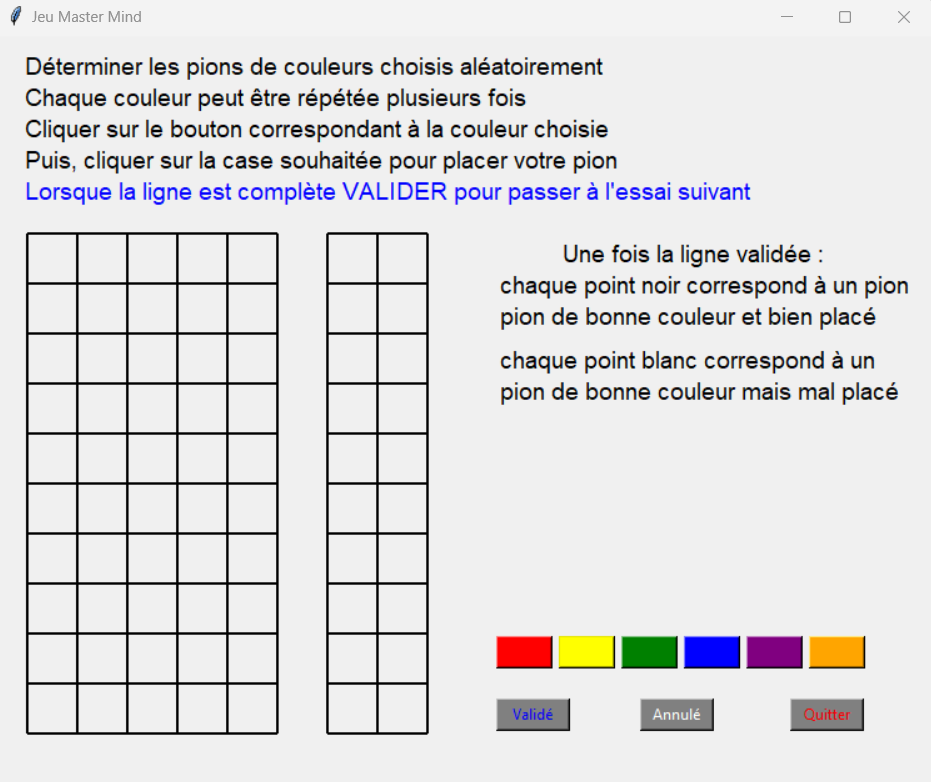 Jeu Master Mind
Déterminer les pions de couleurs choisis aléatoirement
Chaque couleur peut être répétée plusieurs fois
Cliquer sur le bouton correspondant à la couleur choisie
Puis, cliquer sur la case souhaitée pour placer votre pion
Lorsque la ligne est complète VALIDER pour passer à l'essai suivant
Une fois la ligne validée :
chaque point noir correspond à un pion
pion de bonne couleur et bien placé
chaque point blanc correspond à un
pion de bonne couleur mais mal placé
Validé
Annulé
Quitter